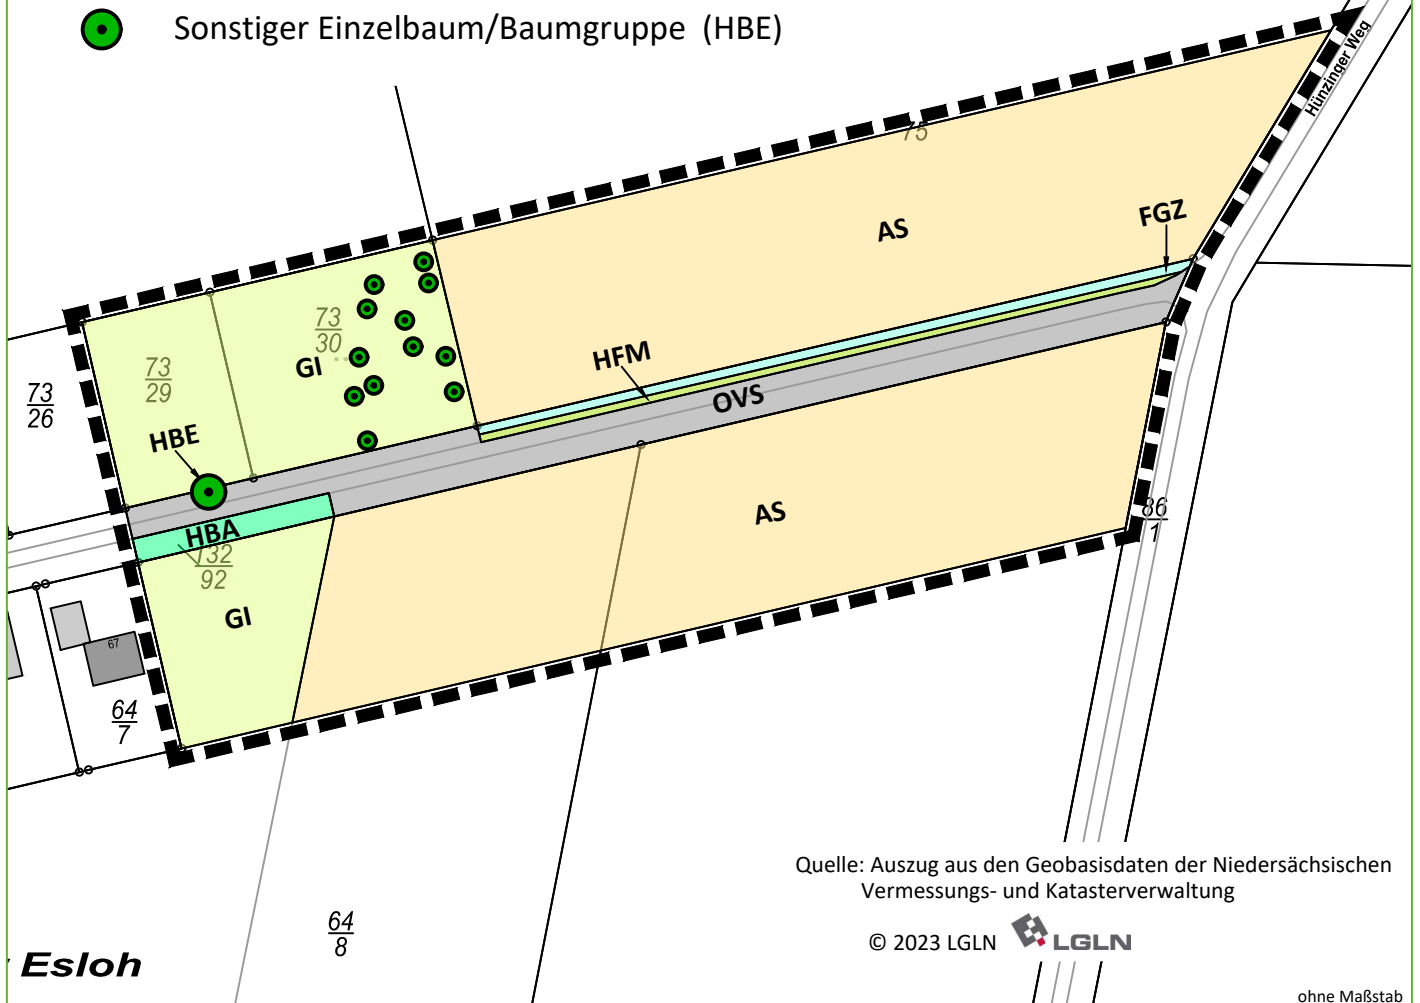 Sonstiger Einzelbaum/Baumgruppe (HBE)
Hünzinger Weg
75
AS
FGZ
73
30
GI
HFM
73
29
73
26
OVS
HBE
AS
86
1
HBA
132
92
GI
67
64
7
Quelle: Auszug aus den Geobasisdaten der Niedersächsischen
Vermessungs- und Katasterverwaltung
64
8
© 2023 LGLN
LGLN
Esloh
ohne Maßstab